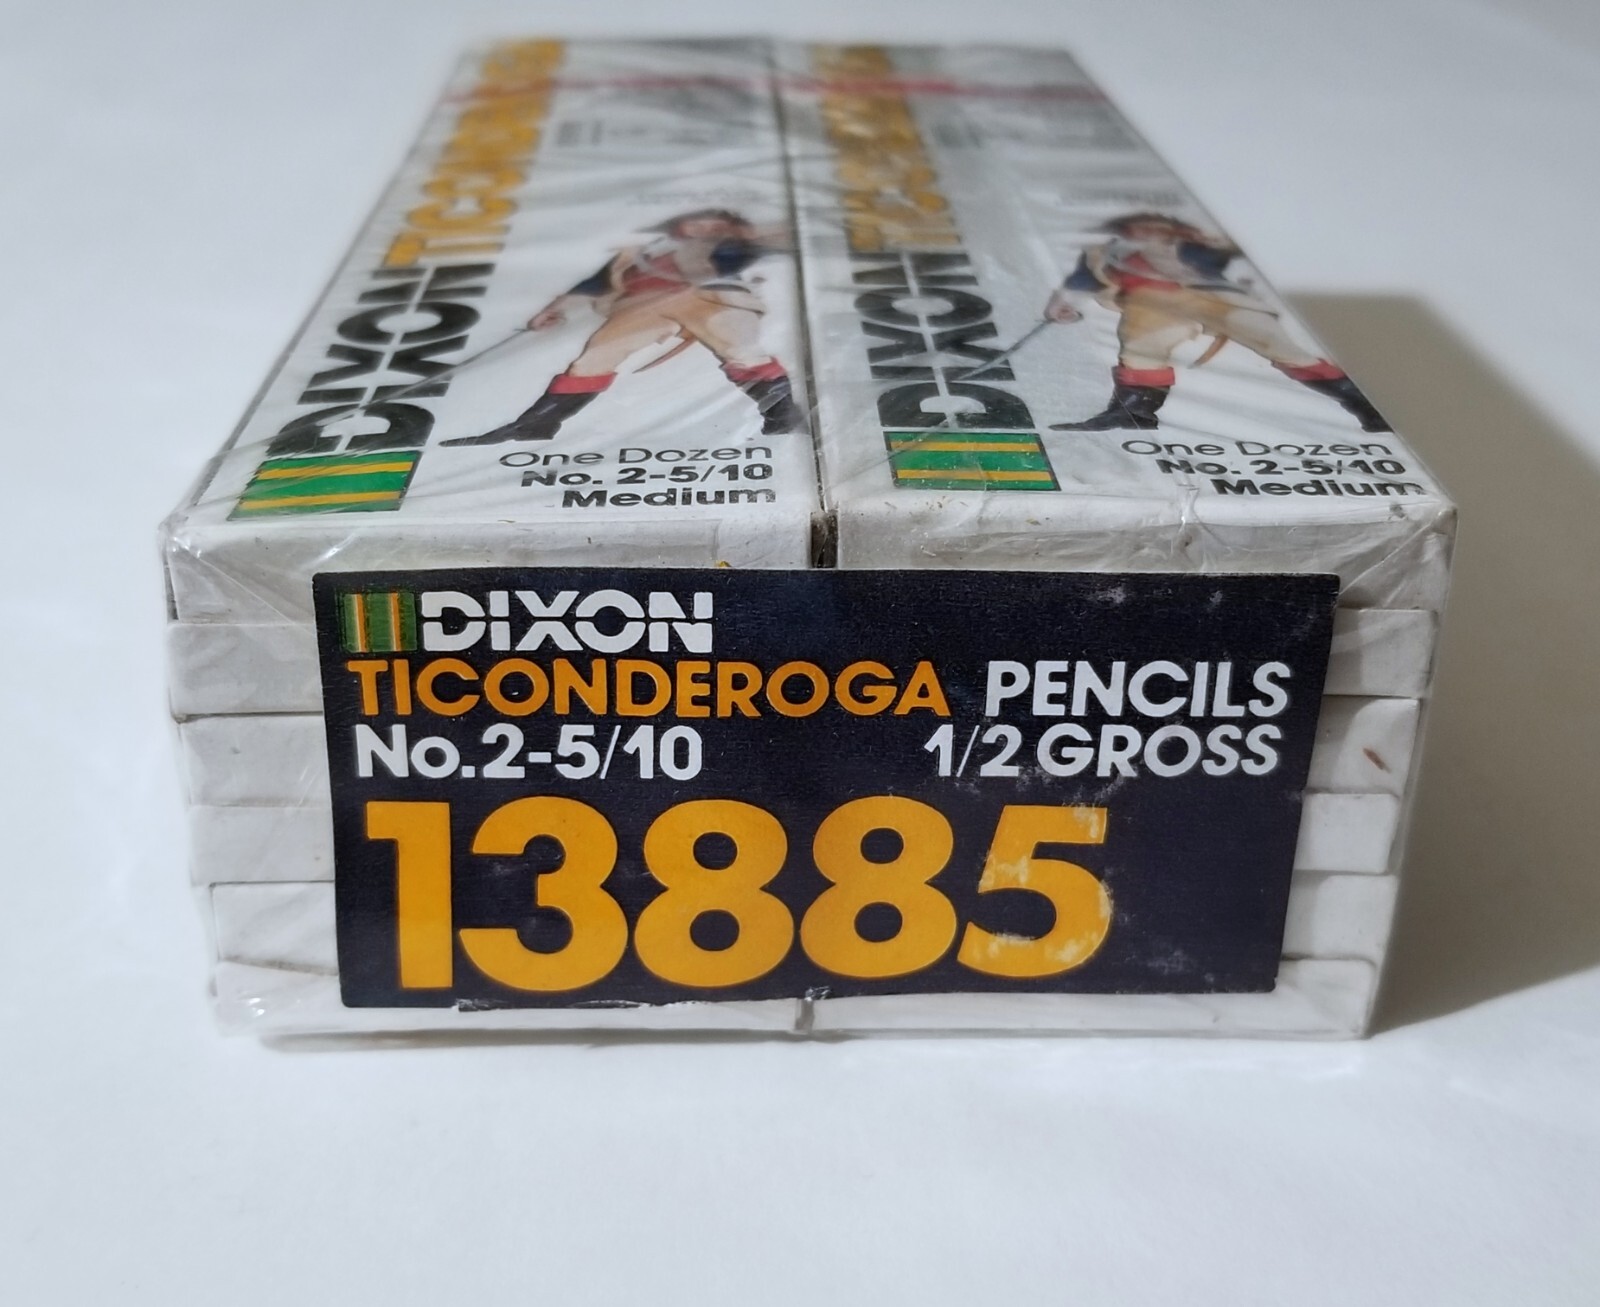 DIXON TICONDEROGA
One Dozen
No. 2-5/10
Medium
DIXON TICONDEROGA
One Dozen
No. 2-5/10
Medium
DIXON
TICONDEROGA PENCILS
No.2-5/10 1/2 GROSS
13885